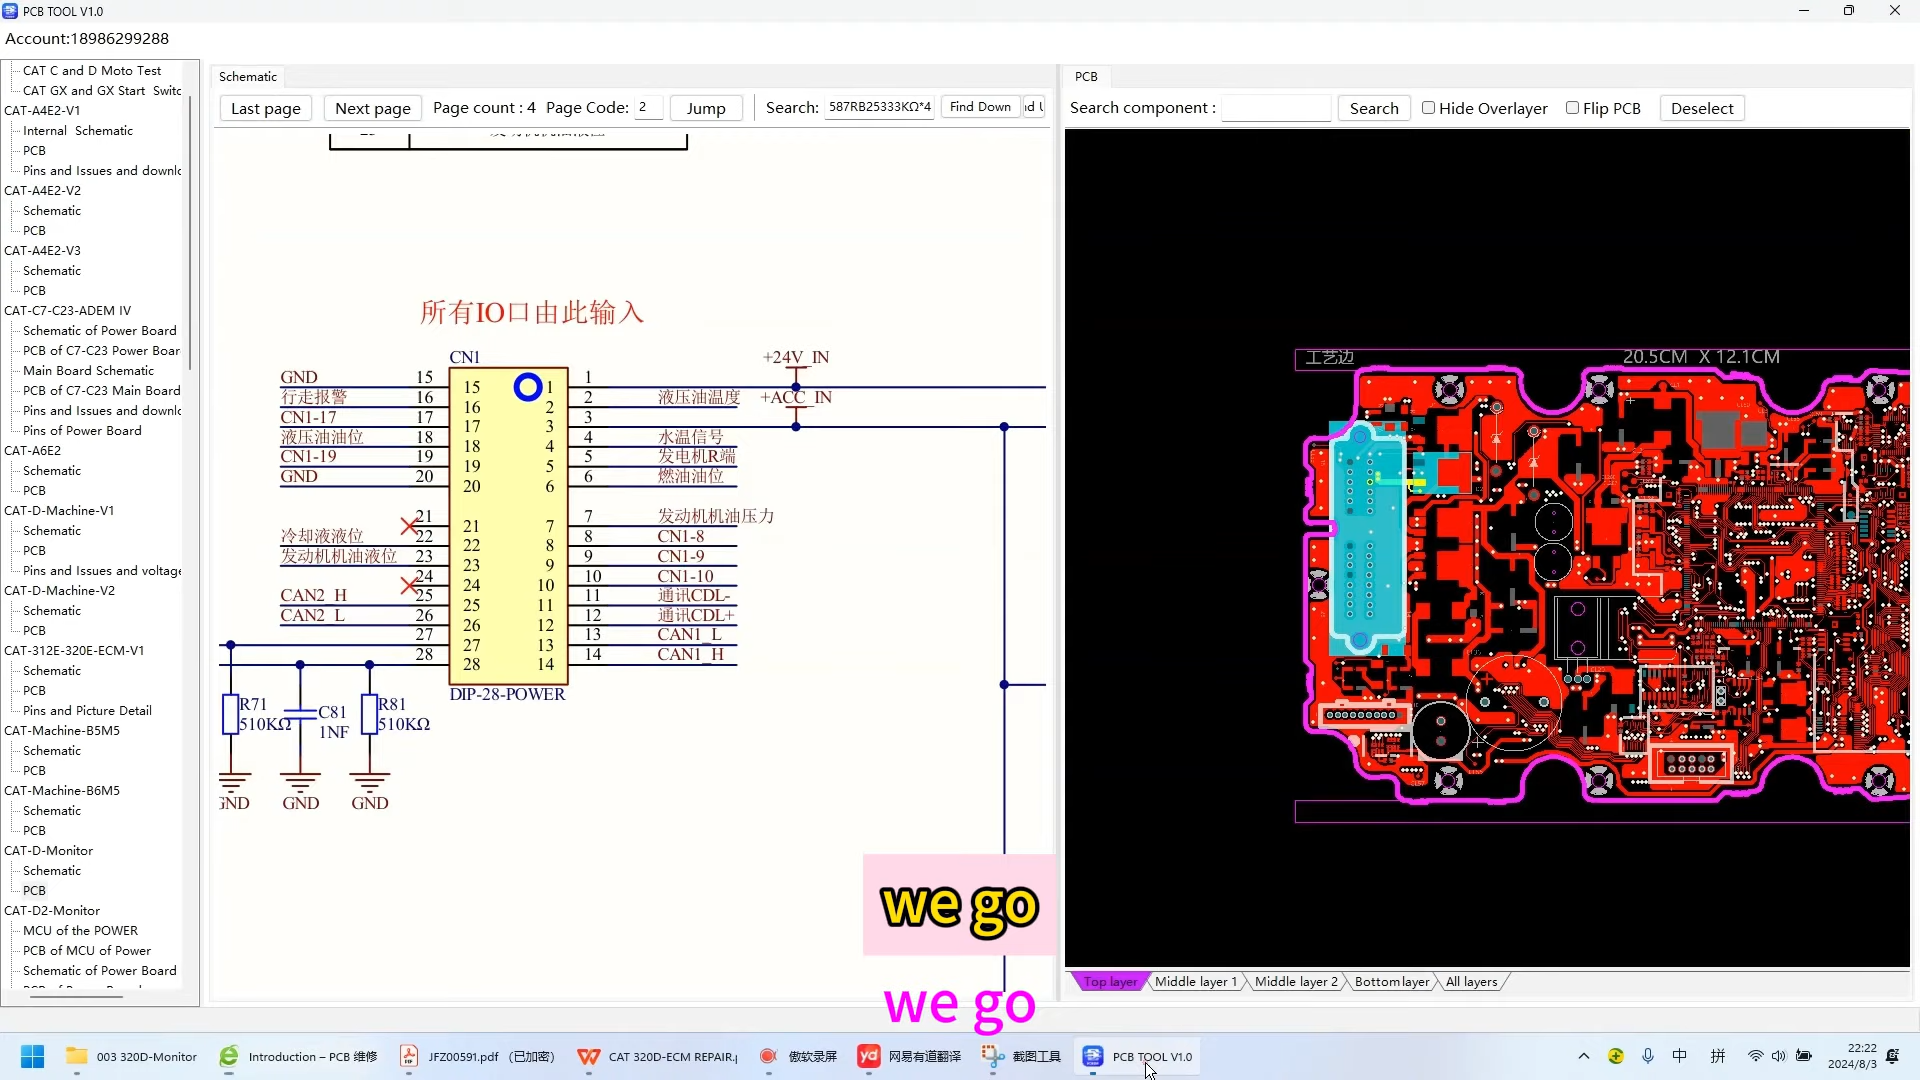 PCB TOOL V1.0
Account:18986299288
CAT C and D Moto Test
CAT GX and GX Start Switc
CAT-A4E2-V1
Internal Schematic
PCB
Pins and Issues and downlo
CAT-A4E2-V2
Schematic
PCB
CAT-A4E2-V3
Schematic
PCB
CAT-C7-C23-ADEM IV
Schematic of Power Board
PCB of C7-C23 Power Boar
Main Board Schematic
PCB of C7-C23 Main Board
Pins and Issues and downlo
Pins of Power Board
CAT-A6E2
Schematic
PCB
CAT-D-Machine-V1
Schematic
PCB
Pins and Issues and voltage
CAT-D-Machine-V2
Schematic
PCB
CAT-312E-320E-ECM-V1
Schematic
PCB
Pins and Picture Detail
CAT-Machine-B5M5
Schematic
PCB
CAT-Machine-B6M5
Schematic
PCB
CAT-D-Monitor
Schematic
PCB
CAT-D2-Monitor
MCU of the POWER
PCB of MCU of Power
Schematic of Power Board
Schematic
Last page Next page Page count : 4 Page Code: 2 Jump Search: 587RB25333KΩ*4 Find Down
所有IO口由此输入
CN1
+24V_IN
GND 15 15 1 1
行走报警 16 16 2 2 液压油温度 +ACC_IN
CN1-17 17 17 3 3
液压油油位 18 18 4 4 水温信号
CN1-19 19 19 5 5 发电机R端
GND 20 20 6 6 燃油油位
21 21 7 7 发动机机油压力
冷却液液位 22 22 8 8 CN1-8
发动机机油液位 23 23 9 9 CN1-9
24 24 10 10 CN1-10
CAN2_H 25 25 11 11 通讯CDL-
CAN2_L 26 26 12 12 通讯CDL+
27 27 13 13 CAN1_L
28 28 14 14 CAN1_H
DIP-28-POWER
R71
510KΩ
C81
1NF
R81
510KΩ
GND GND GND
we go
we go
PCB
Search component : Search Hide Overlayer Flip PCB Deselect
工艺边 20.5CM X 12.1CM
Top layer Middle layer 1 Middle layer 2 Bottom layer All layers
003 320D-Monitor
Introduction – PCB 维修
JFZ00591.pdf （已加密）
CAT 320D-ECM REPAIR.p
傲软录屏
yd 网易有道翻译
截图工具
PCB TOOL V1.0
中 拼
22:22
2024/8/3